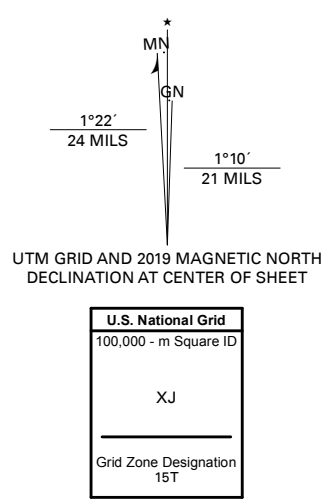 MN
GN
1°22´
24 MILS
1°10´
21 MILS
UTM GRID AND 2019 MAGNETIC NORTH
DECLINATION AT CENTER OF SHEET
U.S. National Grid
100,000 - m Square ID
XJ
Grid Zone Designation
15T